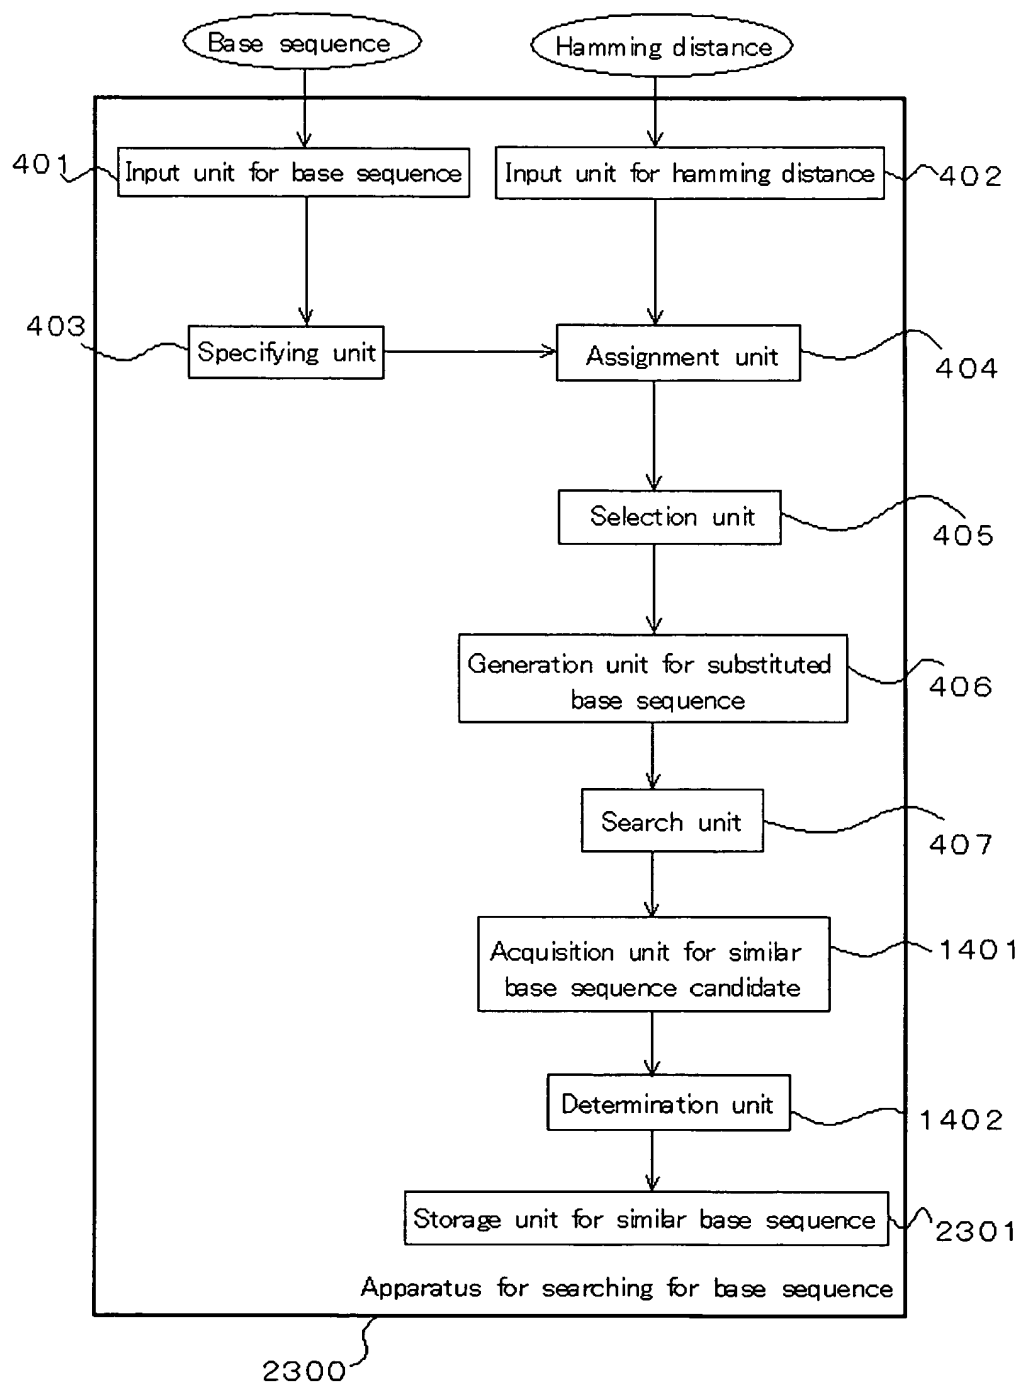 Base sequence
Hamming distance
401
Input unit for base sequence
Input unit for hamming distance
402
403
Specifying unit
Assignment unit
404
Selection unit
405
Generation unit for substituted
base sequence
406
Search unit
407
Acquisition unit for similar
base sequence candidate
1401
Determination unit
1402
Storage unit for similar base sequence
2301
Apparatus for searching for base sequence
2300